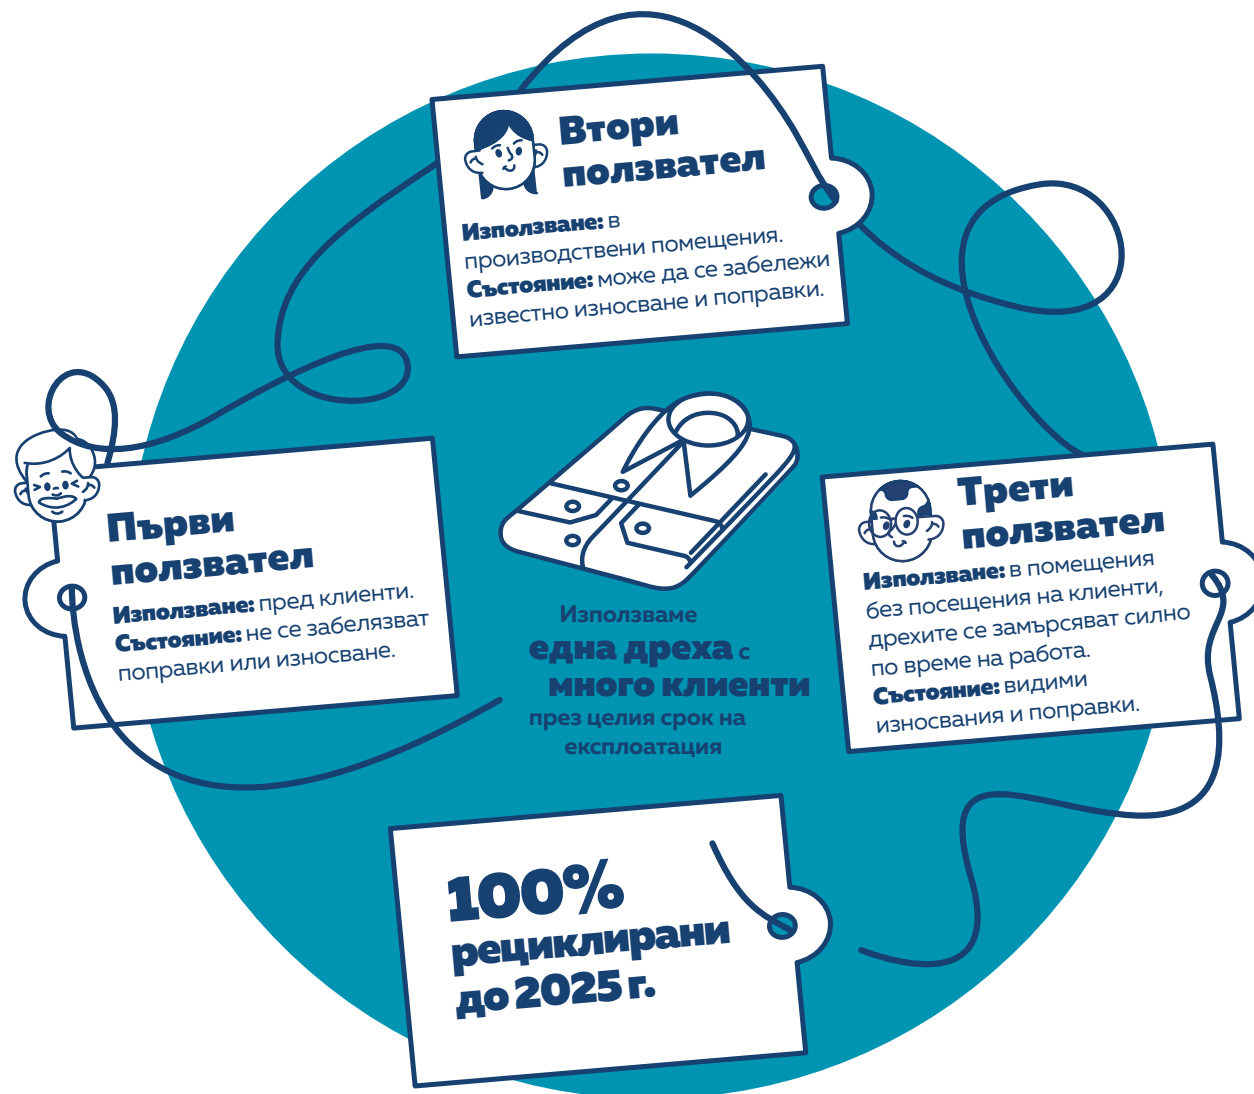 Втори
ползвател
Използване: в
производствени помещения.
Състояние: може да се забележи
известно износване и поправки.
Първи
ползвател
Използване: пред клиенти.
Състояние: не се забелязват
поправки или износване.
Използваме
една дреха с
много клиенти
през целия срок на
експлоатация
Трети
ползвател
Използване: в помещения
без посещения на клиенти,
дрехите се замърсяват силно
по време на работа.
Състояние: видими
износвания и поправки.
100%
рециклирани
до 2025 г.